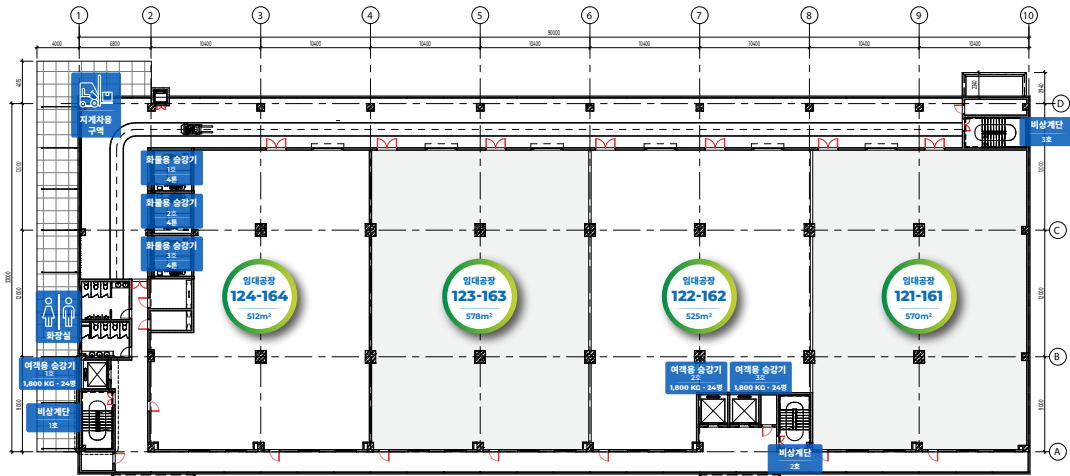 1 2 3 4 5 6 7 8 9 10
90000
4000 6800 10400 10400 10400 10400 10400 10400 10400 10400
지게차용
구역
D
비상계단
3호
화물용 승강기
1호
4톤
화물용 승강기
2호
4톤
화물용 승강기
3호
4톤
C
임대공장
124-164
512m²
임대공장
123-163
578m²
임대공장
122-162
525m²
임대공장
121-161
570m²
화장실
B
여객용 승강기
1호
1,800 KG - 24명
여객용 승강기
2호
1,800 KG - 24명
여객용 승강기
3호
1,800 KG - 24명
비상계단
1호
비상계단
2호
A
12000
9000
12000
9000